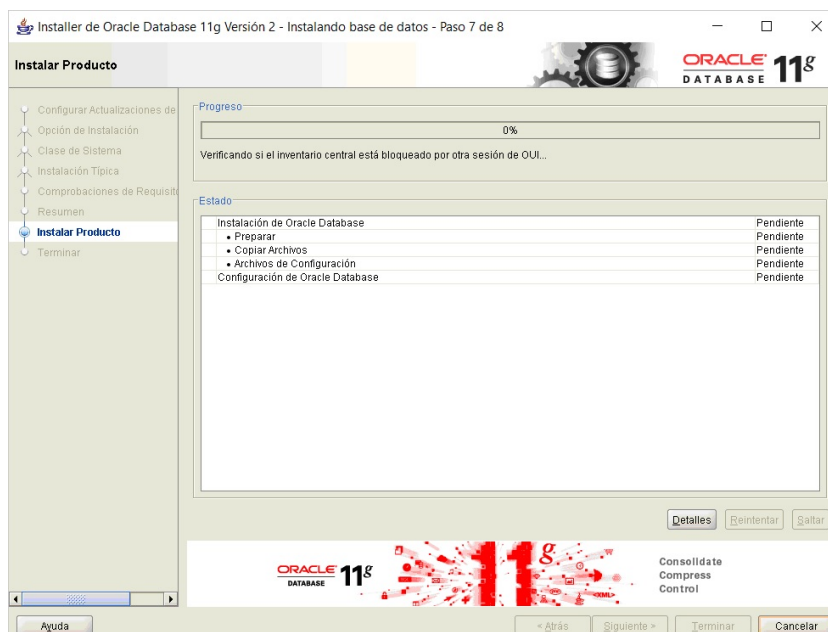 Installer de Oracle Database 11g Versión 2 - Instalando base de datos - Paso 7 de 8
Instalar Producto
ORACLE 11g
DATABASE
Configurar Actualizaciones de
Opción de Instalación
Clase de Sistema
Instalación Típica
Comprobaciones de Requisit
Resumen
Instalar Producto
Terminar
Progreso
0%
Verificando si el inventario central está bloqueado por otra sesión de OUI...
Estado
Instalación de Oracle Database Pendiente
• Preparar Pendiente
• Copiar Archivos Pendiente
• Archivos de Configuración Pendiente
Configuración de Oracle Database Pendiente
Detalles Reintentar Saltar
ORACLE 11g
DATABASE
11g
<XML>
Consolidate
Compress
Control
Ayuda < Atrás Siguiente > Terminar Cancelar